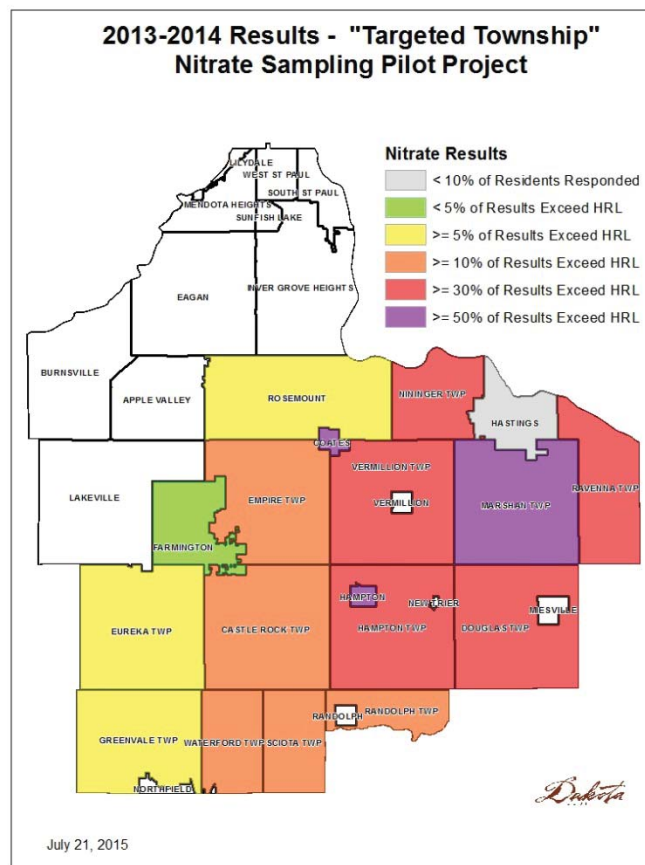 2013-2014 Results - "Targeted Township"
Nitrate Sampling Pilot Project
Nitrate Results
< 10% of Residents Responded
< 5% of Results Exceed HRL
>= 5% of Results Exceed HRL
>= 10% of Results Exceed HRL
>= 30% of Results Exceed HRL
>= 50% of Results Exceed HRL
LILYDALE
WEST ST PAUL
SOUTH ST PAUL
MENDOTA HEIGHTS
SUNFISH LAKE
EAGAN
INVER GROVE HEIGHTS
BURNSVILLE
APPLE VALLEY
ROSEMOUNT
NININGER TWP
HASTINGS
COATES
LAKEVILLE
EMPIRE TWP
VERMILLION TWP
VERMILLION
MARSHAN TWP
RAVENNA TWP
FARMINGTON
HAMPTON
NEW TRIER
MIESVILLE
EUREKA TWP
CASTLE ROCK TWP
HAMPTON TWP
DOUGLAS TWP
RANDOLPH
RANDOLPH TWP
GREENVALE TWP
WATERFORD TWP
SCIOTA TWP
NORTHFIELD
Dakota
July 21, 2015